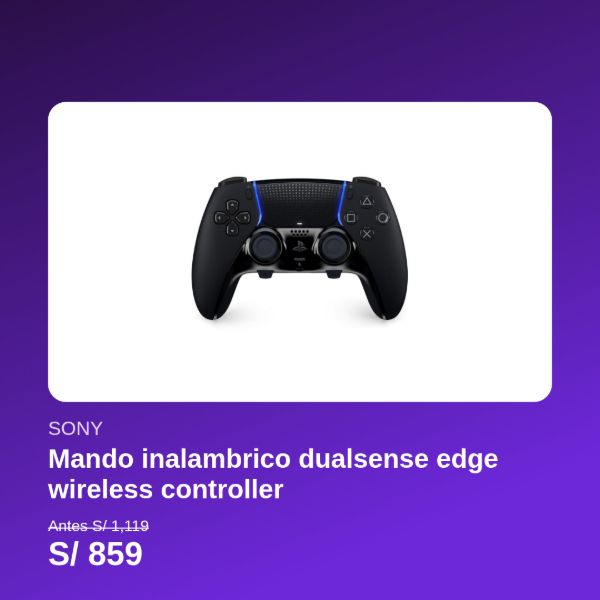 SONY
Mando inalambrico dualsense edge
wireless controller
Antes S/ 1,119
S/ 859